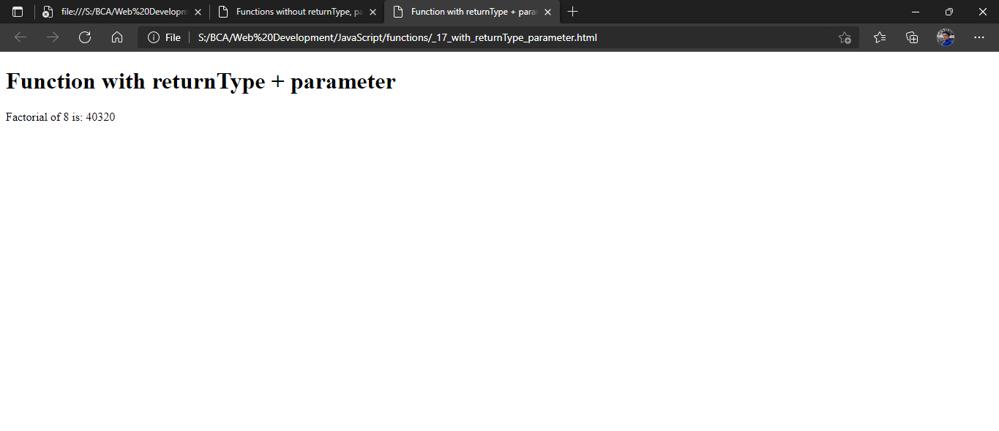 file:///S:/BCA/Web%20Developm
Functions without returnType, pa
Function with returnType + para
File
S:/BCA/Web%20Development/JavaScript/functions/_17_with_returnType_parameter.html
Function with returnType + parameter
Factorial of 8 is: 40320